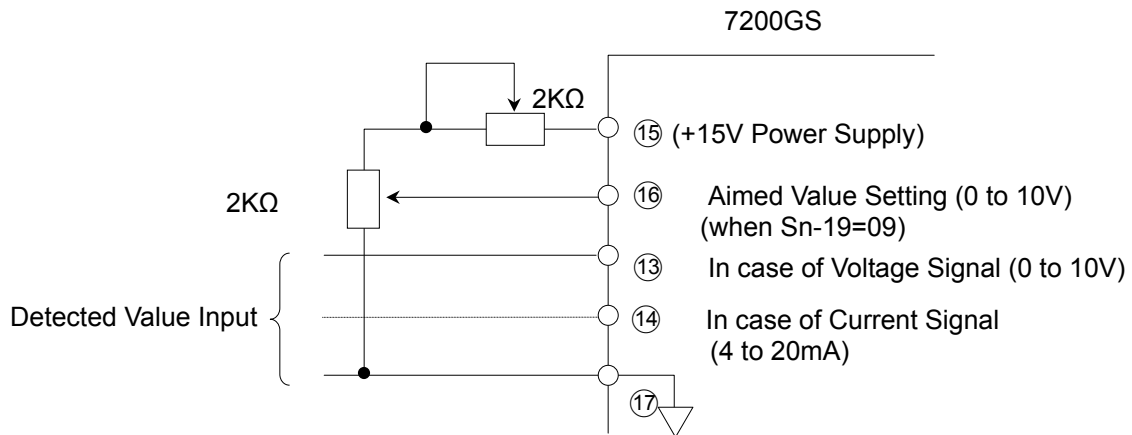 7200GS
2KΩ
⑮ (+15V Power Supply)
2KΩ
⑯ Aimed Value Setting (0 to 10V)
(when Sn-19=09)
⑬ In case of Voltage Signal (0 to 10V)
Detected Value Input
⑭ In case of Current Signal
(4 to 20mA)
⑰